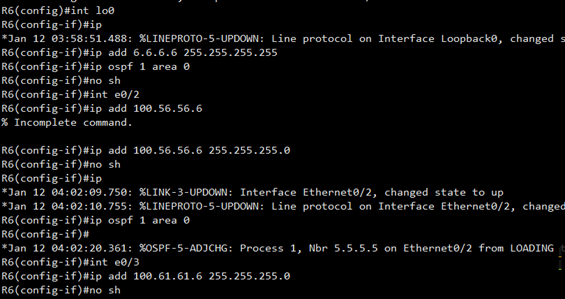 R6(config)#int lo0
R6(config-if)#ip
*Jan 12 03:58:51.488: %LINEPROTO-5-UPDOWN: Line protocol on Interface Loopback0, changed s
R6(config-if)#ip add 6.6.6.6 255.255.255.255
R6(config-if)#ip ospf 1 area 0
R6(config-if)#no sh
R6(config-if)#int e0/2
R6(config-if)#ip add 100.56.56.6
% Incomplete command.
R6(config-if)#ip add 100.56.56.6 255.255.255.0
R6(config-if)#no sh
R6(config-if)#ip
*Jan 12 04:02:09.750: %LINK-3-UPDOWN: Interface Ethernet0/2, changed state to up
*Jan 12 04:02:10.755: %LINEPROTO-5-UPDOWN: Line protocol on Interface Ethernet0/2, changed
R6(config-if)#ip ospf 1 area 0
R6(config-if)#
*Jan 12 04:02:20.361: %OSPF-5-ADJCHG: Process 1, Nbr 5.5.5.5 on Ethernet0/2 from LOADING
R6(config-if)#int e0/3
R6(config-if)#ip add 100.61.61.6 255.255.255.0
R6(config-if)#no sh